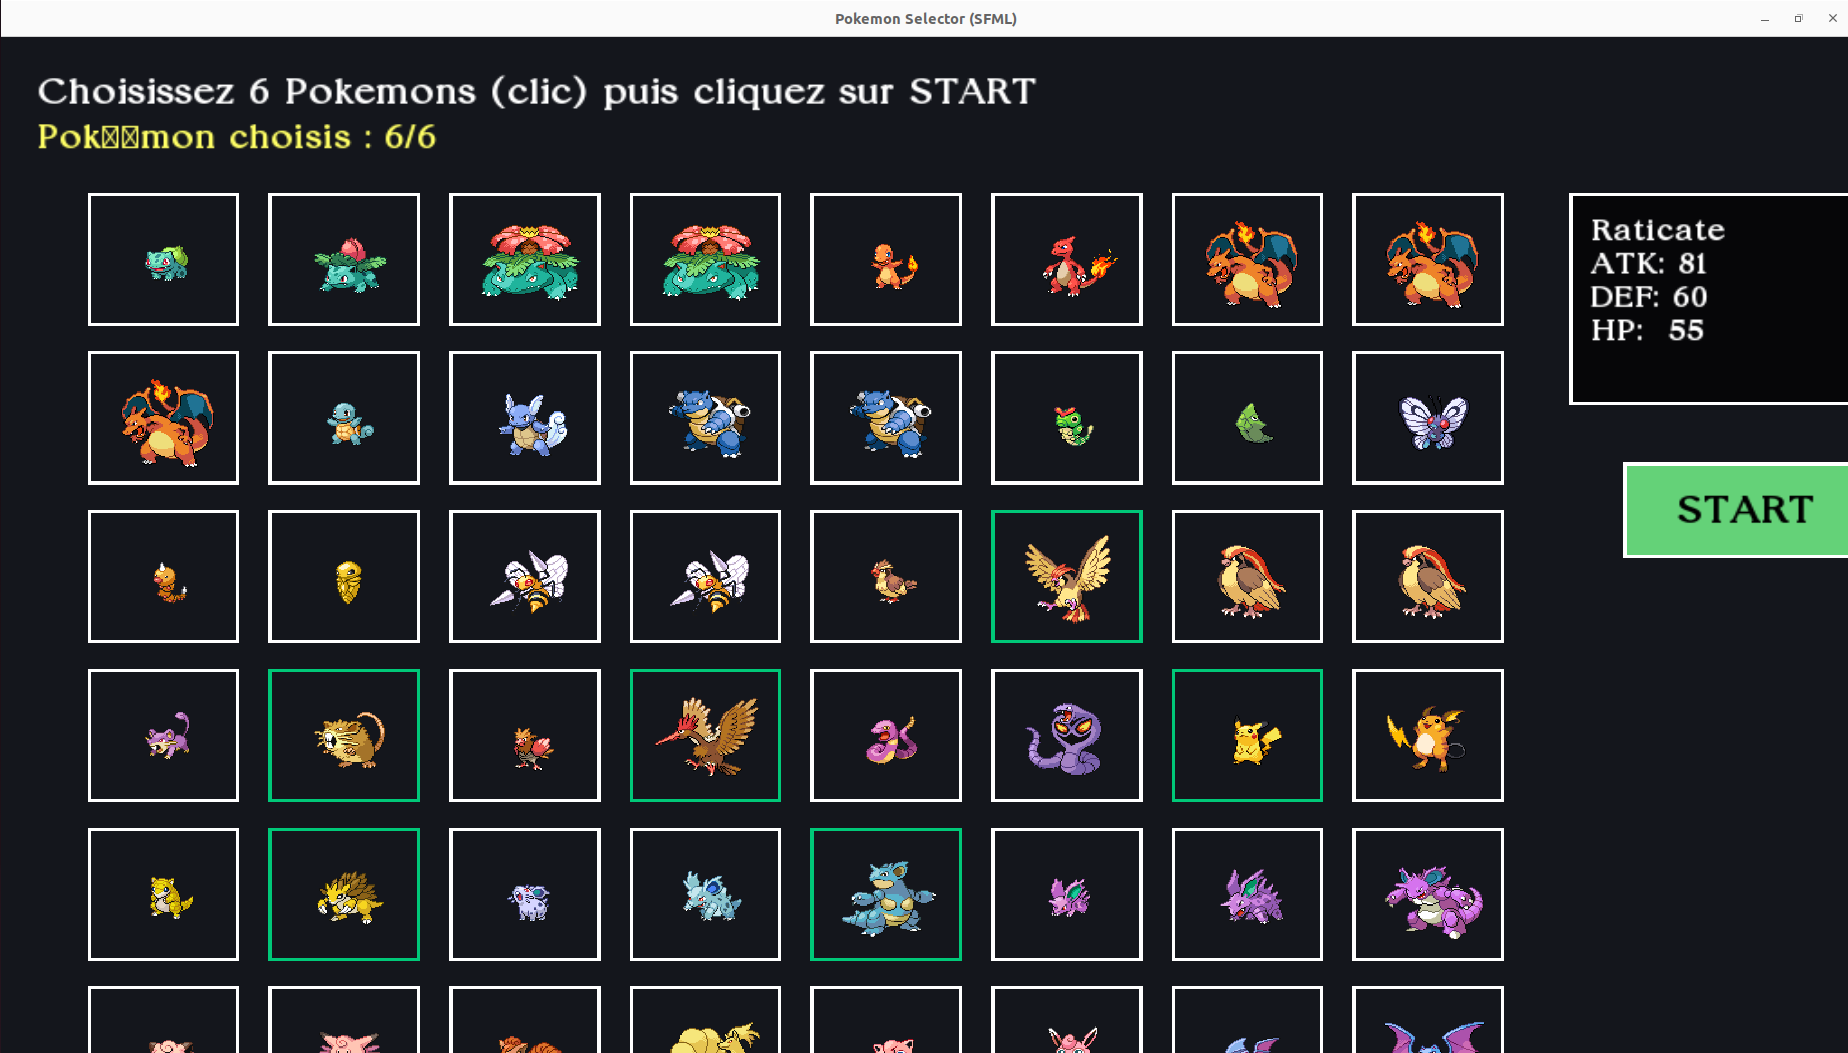 Pokemon Selector (SFML)
Choisissez 6 Pokemons (clic) puis cliquez sur START
Pok▯▯mon choisis : 6/6
Raticate
ATK: 81
DEF: 60
HP: 55
START